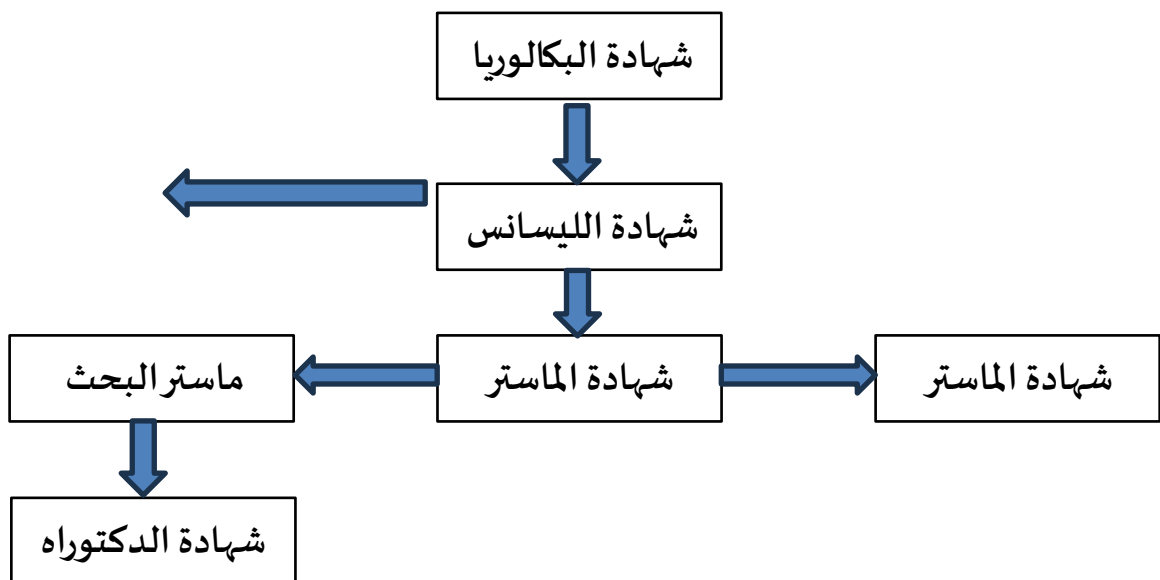 شهادة البكالوريا
شهادة الليسانس
شهادة الماستر
شهادة الماستر
ماستر البحث
شهادة الدكتوراه